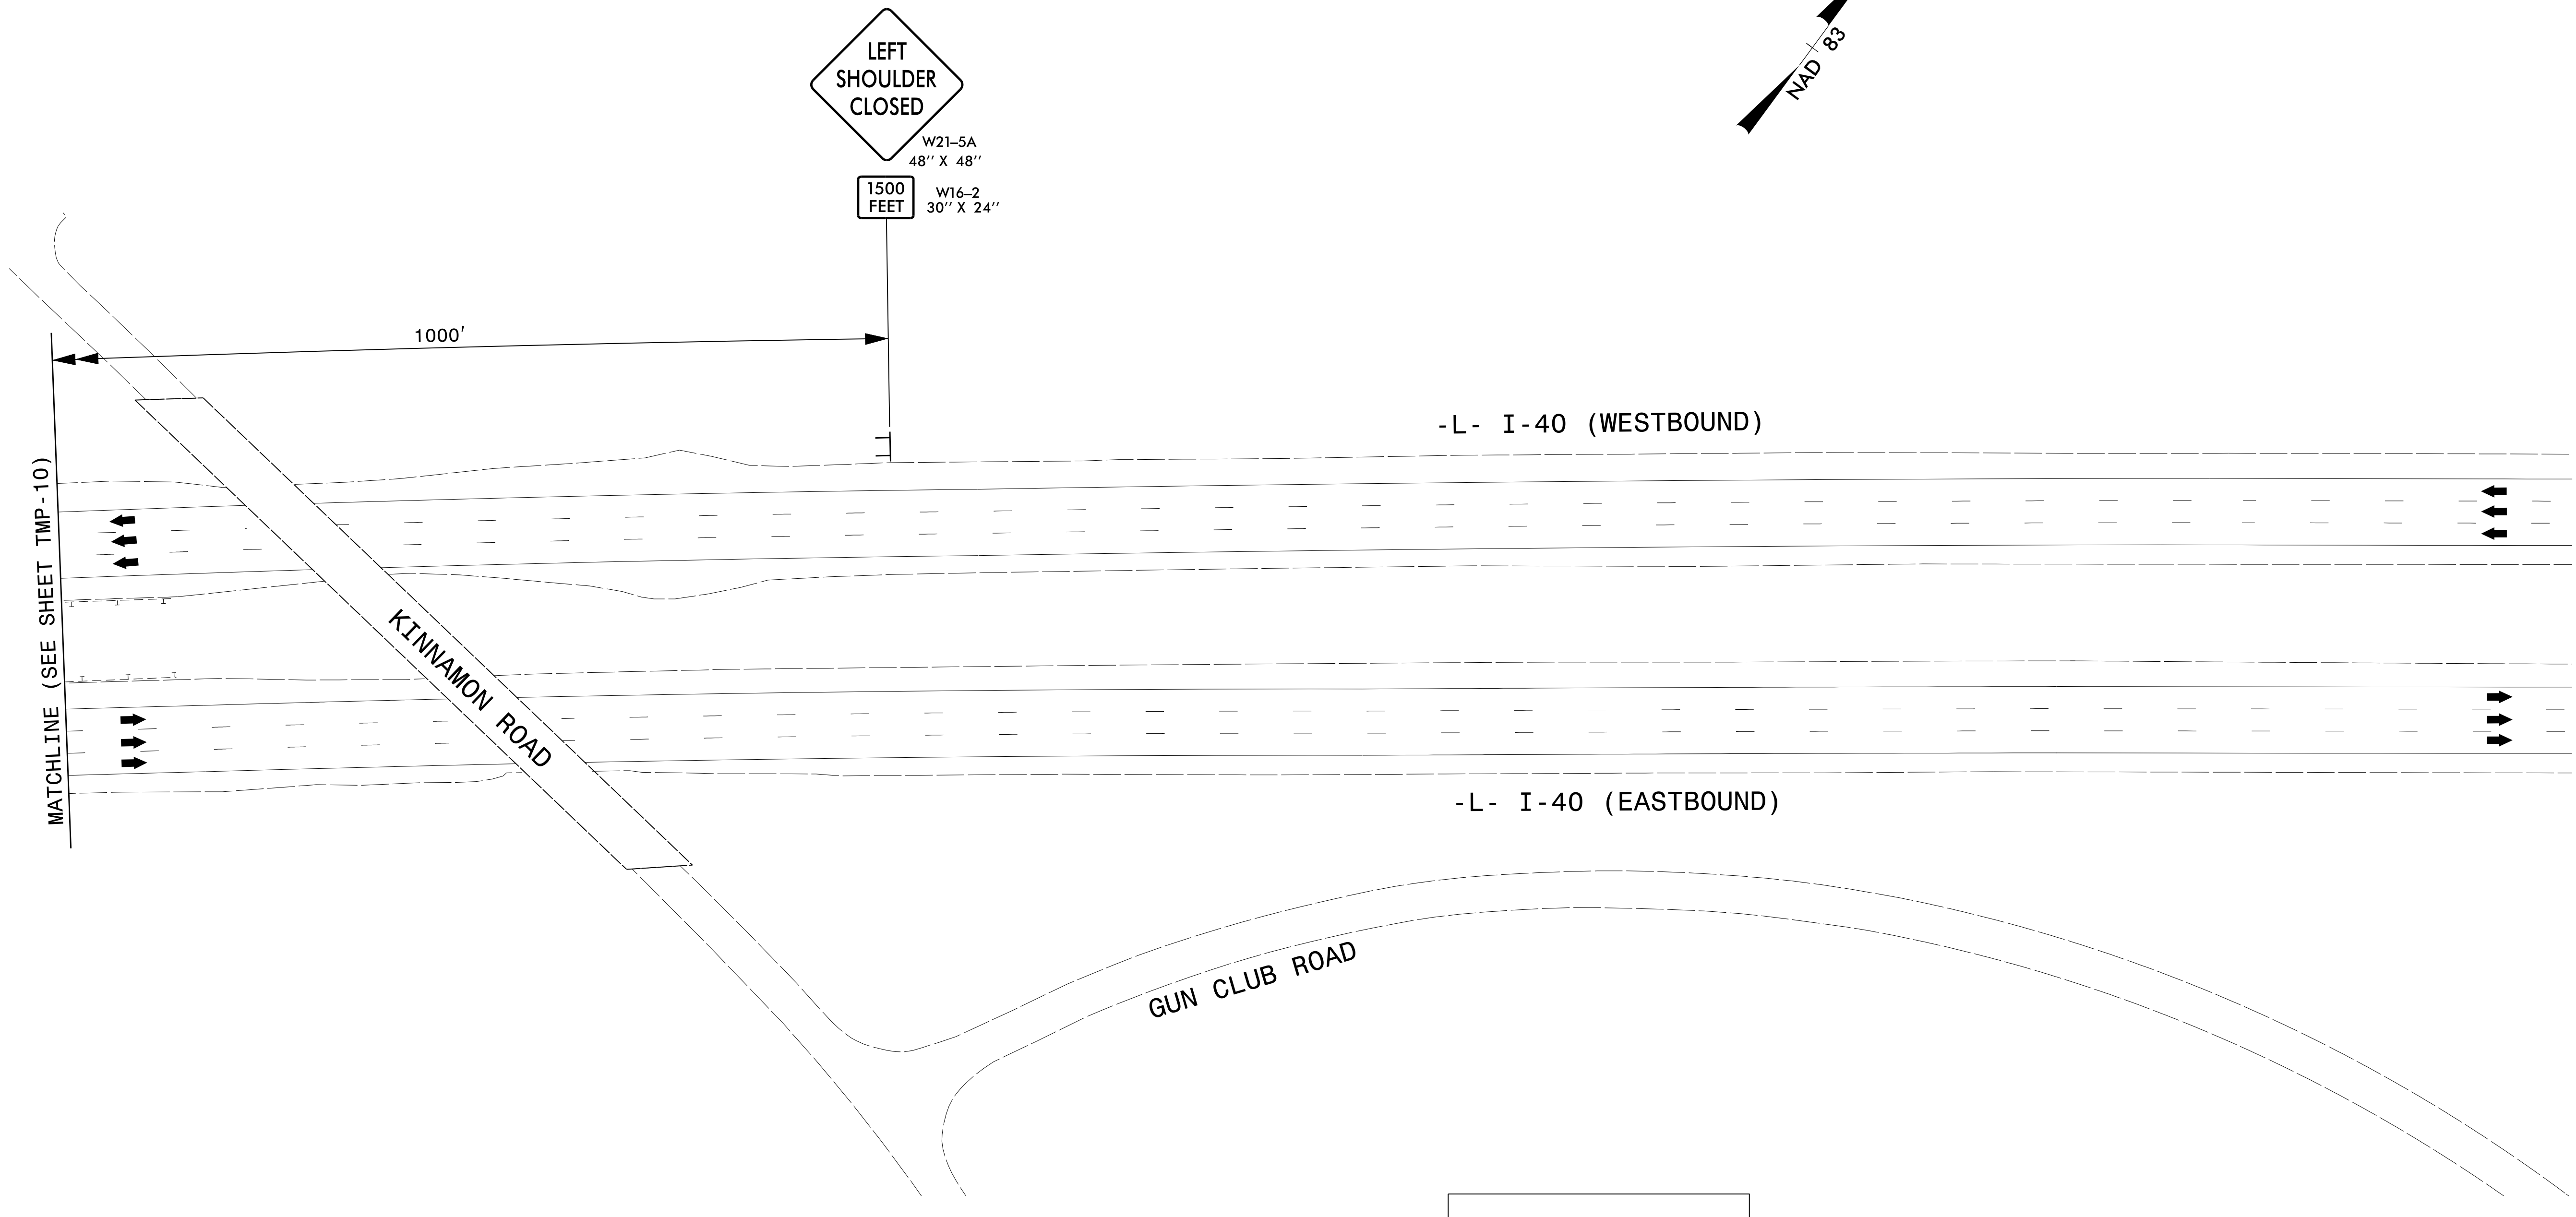 LEFT
SHOULDER
CLOSED
W21-5A
48'' X 48''
1500
FEET
W16-2
30'' X 24''
NAD 83
1000'
-L- I-40 (WESTBOUND)
MATCHLINE (SEE SHEET TMP-10)
KINNAMON ROAD
-L- I-40 (EASTBOUND)
GUN CLUB ROAD